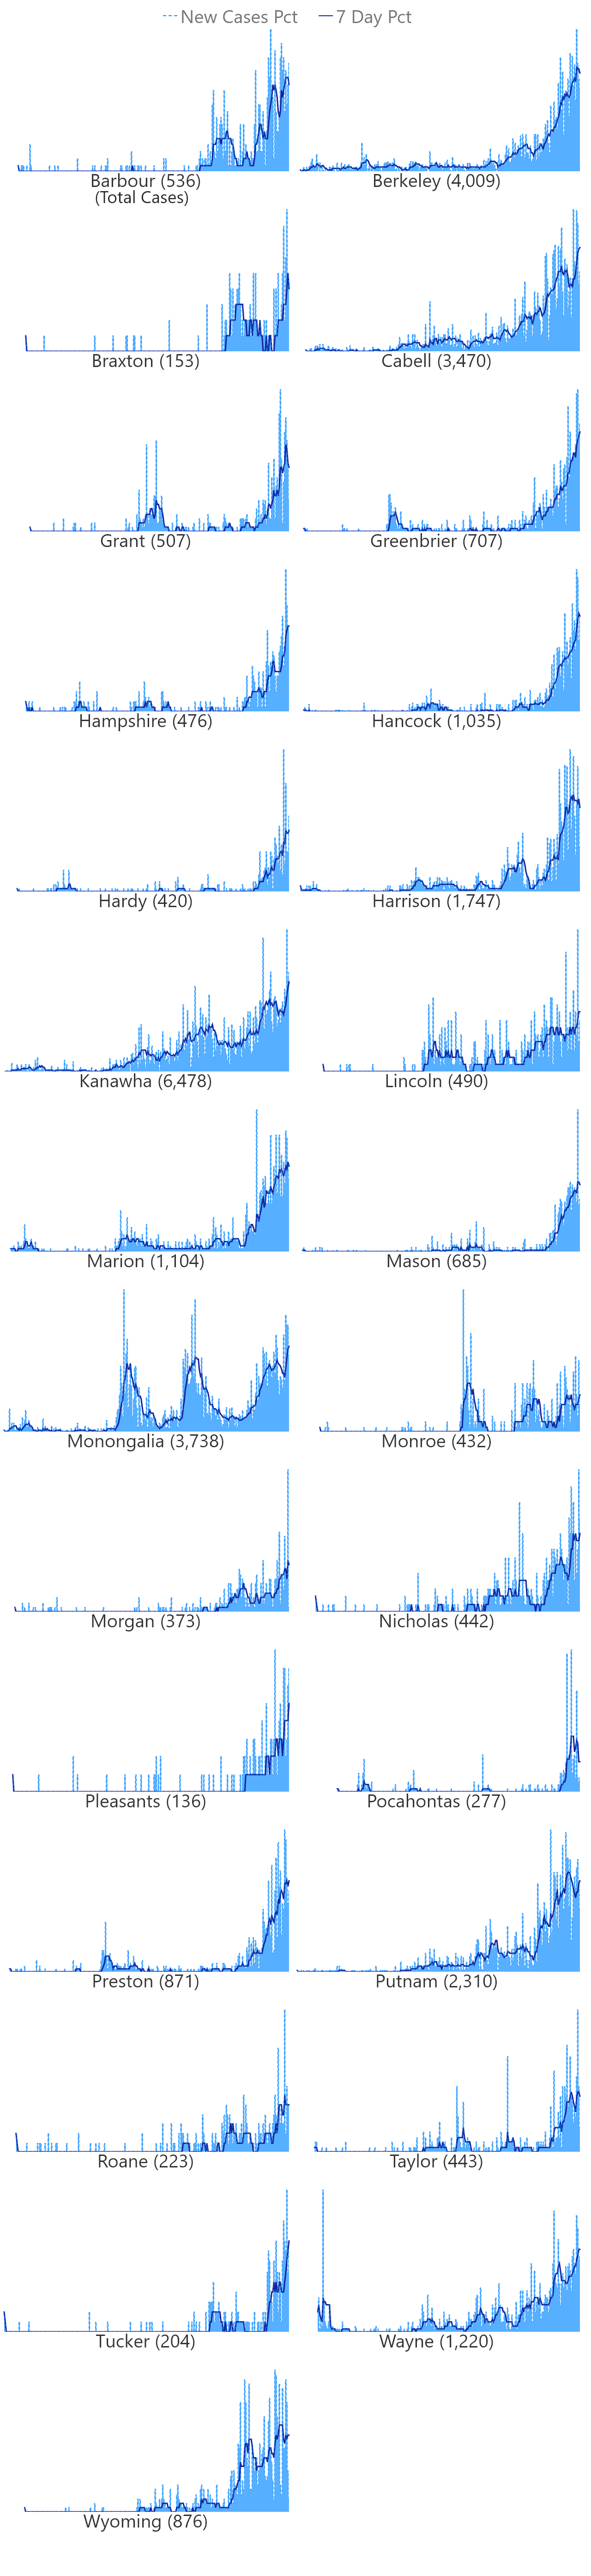 New Cases Pct 7 Day Pct
Barbour (536) Berkeley (4,009)
(Total Cases)
Braxton (153) Cabell (3,470)
Grant (507) Greenbrier (707)
Hampshire (476) Hancock (1,035)
Hardy (420) Harrison (1,747)
Kanawha (6,478) Lincoln (490)
Marion (1,104) Mason (685)
Monongalia (3,738) Monroe (432)
Morgan (373) Nicholas (442)
Pleasants (136) Pocahontas (277)
Preston (871) Putnam (2,310)
Roane (223) Taylor (443)
Tucker (204) Wayne (1,220)
Wyoming (876)